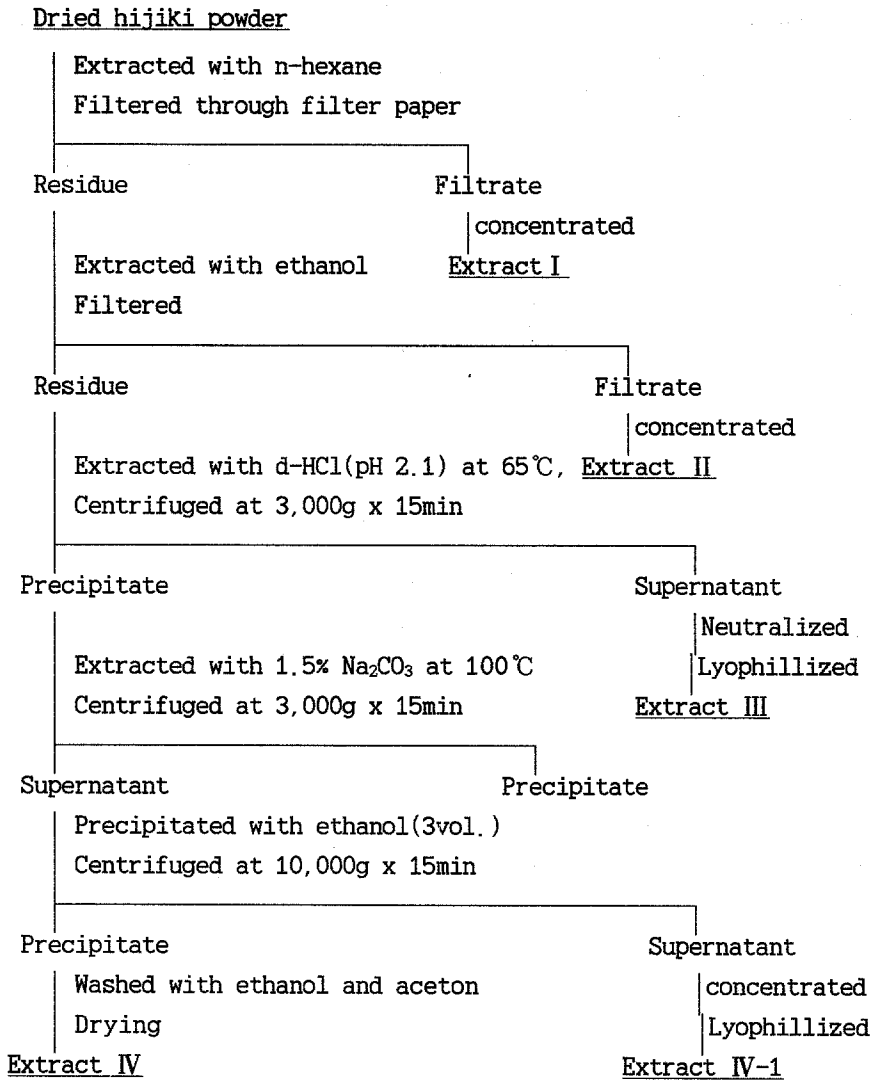 Dried hijiki powder
Extracted with n-hexane
Filtered through filter paper
Residue
Filtrate
concentrated
Extracted with ethanol
Extract Ⅰ
Filtered
Residue
Filtrate
concentrated
Extracted with d-HCl(pH 2.1) at 65℃, Extract Ⅱ
Centrifuged at 3,000g x 15min
Precipitate
Supernatant
Neutralized
Extracted with 1.5% Na₂CO₃ at 100℃
Lyophillized
Centrifuged at 3,000g x 15min
Extract Ⅲ
Supernatant
Precipitate
Precipitated with ethanol(3vol.)
Centrifuged at 10,000g x 15min
Precipitate
Supernatant
Washed with ethanol and aceton
concentrated
Drying
Lyophillized
Extract Ⅳ
Extract Ⅳ-1